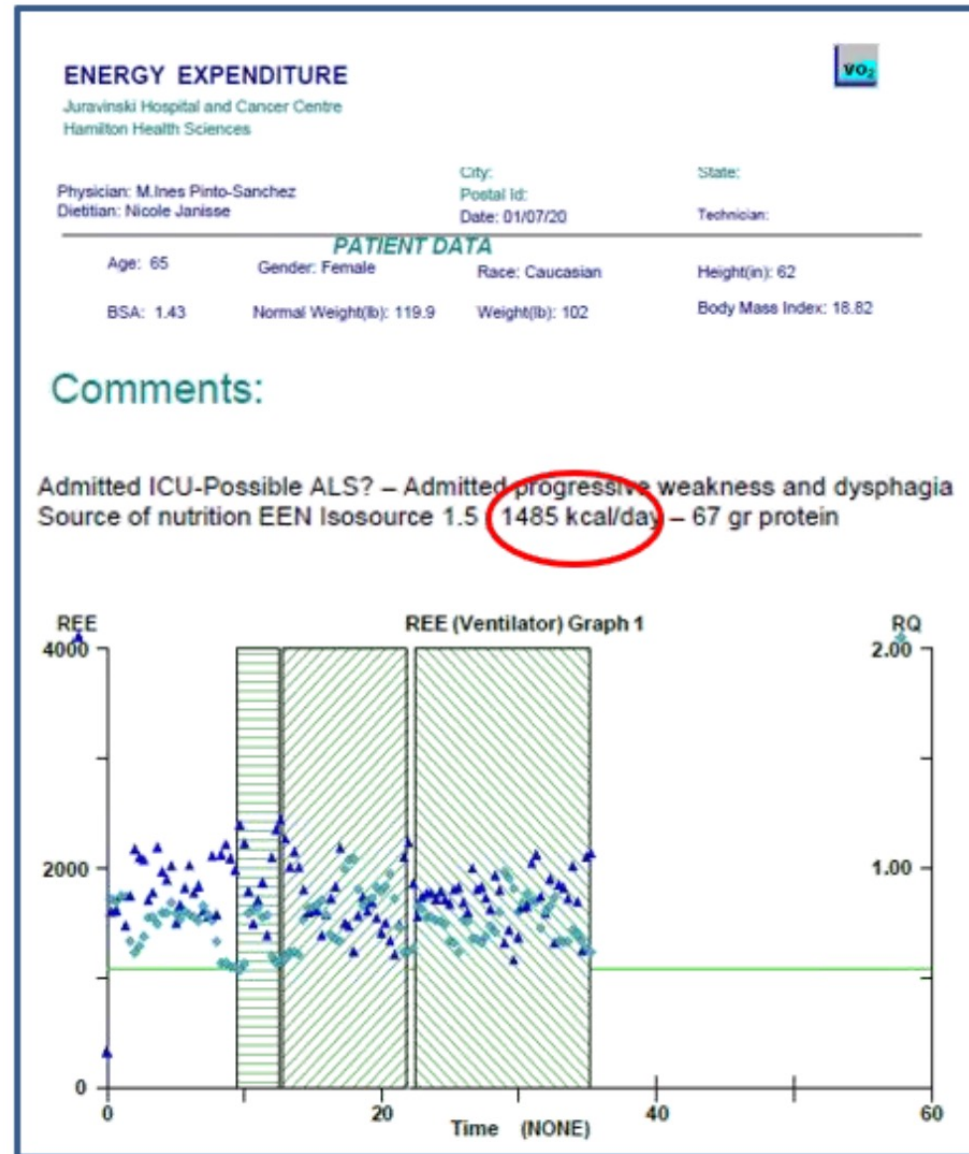 ENERGY EXPENDITURE
VO2
Juravinski Hospital and Cancer Centre
Hamilton Health Sciences
City: State:
Physician: M.Ines Pinto-Sanchez Postal Id:
Dietitian: Nicole Janisse Date: 01/07/20 Technician:
PATIENT DATA
Age: 65 Gender: Female Race: Caucasian Height(in): 62
BSA: 1.43 Normal Weight(lb): 119.9 Weight(lb): 102 Body Mass Index: 18.82
Comments:
Admitted ICU-Possible ALS? – Admitted progressive weakness and dysphagia
Source of nutrition EEN Isosource 1.5 1485 kcal/day – 67 gr protein
REE REE (Ventilator) Graph 1 RQ
4000 2.00
2000 1.00
0
0 20 40 60
Time (NONE)